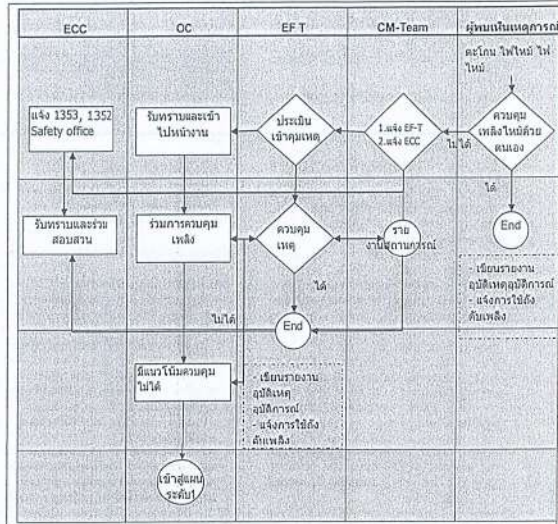 ECC
OC
EF T
CM-Team
ผู้พบเห็นเหตุการณ์
ตะโกน ไฟไหม้ ไฟ
ไหม้
แจ้ง 1353, 1352
Safety office
รับทราบและเข้า
ไปหน้างาน
ประเมิน
เข้าคุมเหตุ
1.แจ้ง EF-T
2.แจ้ง ECC
ควบคุม
เพลิงไหม้ด้วย
ตนเอง
ไม่ได้
ได้
รับทราบและร่วม
สอบสวน
ร่วมการควบคุม
เพลิง
ควบคุม
เหตุ
ราย
งานสถานการณ์
End
- เขียนรายงาน
อุบัติเหตุอุบัติการณ์
- แจ้งการใช้ถัง
ดับเพลิง
ได้
ไม่ได้
End
มีแนวโน้มควบคุม
ไม่ได้
- เขียนรายงาน
อุบัติเหตุ
อุบัติการณ์
- แจ้งการใช้ถัง
ดับเพลิง
เข้าสู่แผน
ระดับ1